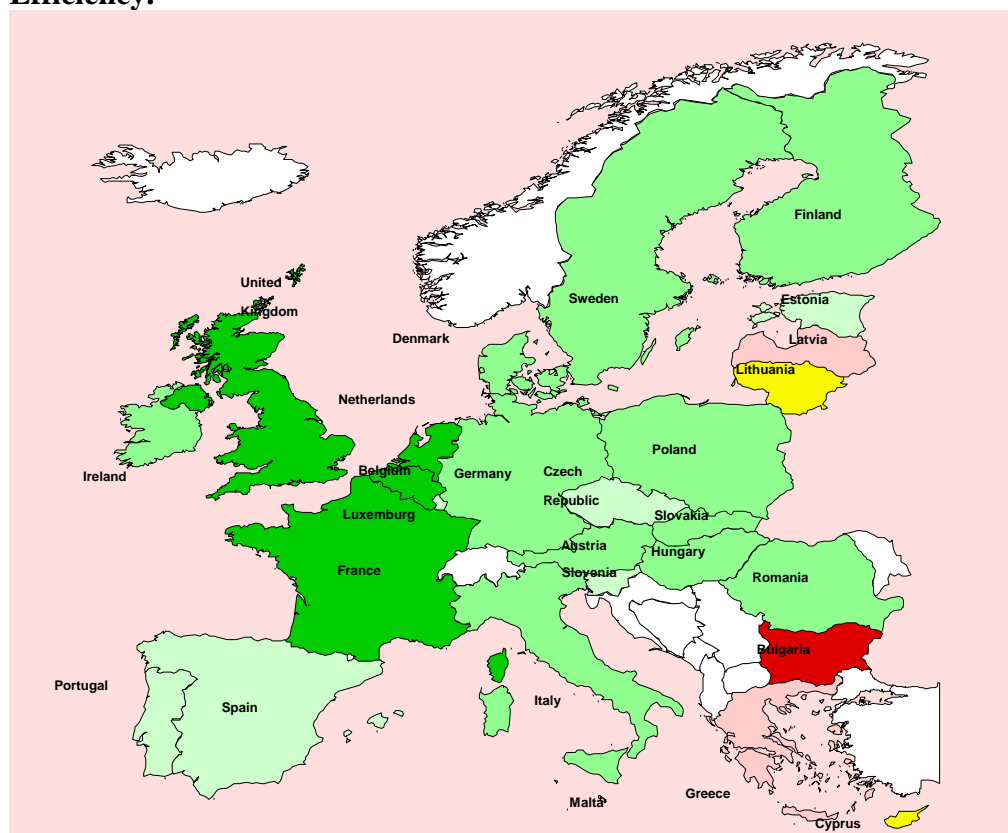 Efficiency:
Finland
United
Kingdom
Sweden
Estonia
Denmark
Latvia
Lithuania
Netherlands
Ireland
Belgium
Germany
Czech
Republic
Poland
Luxemburg
Slovakia
France
Austria
Hungary
Slovenia
Romania
Bulgaria
Portugal
Spain
Italy
Malta
Greece
Cyprus